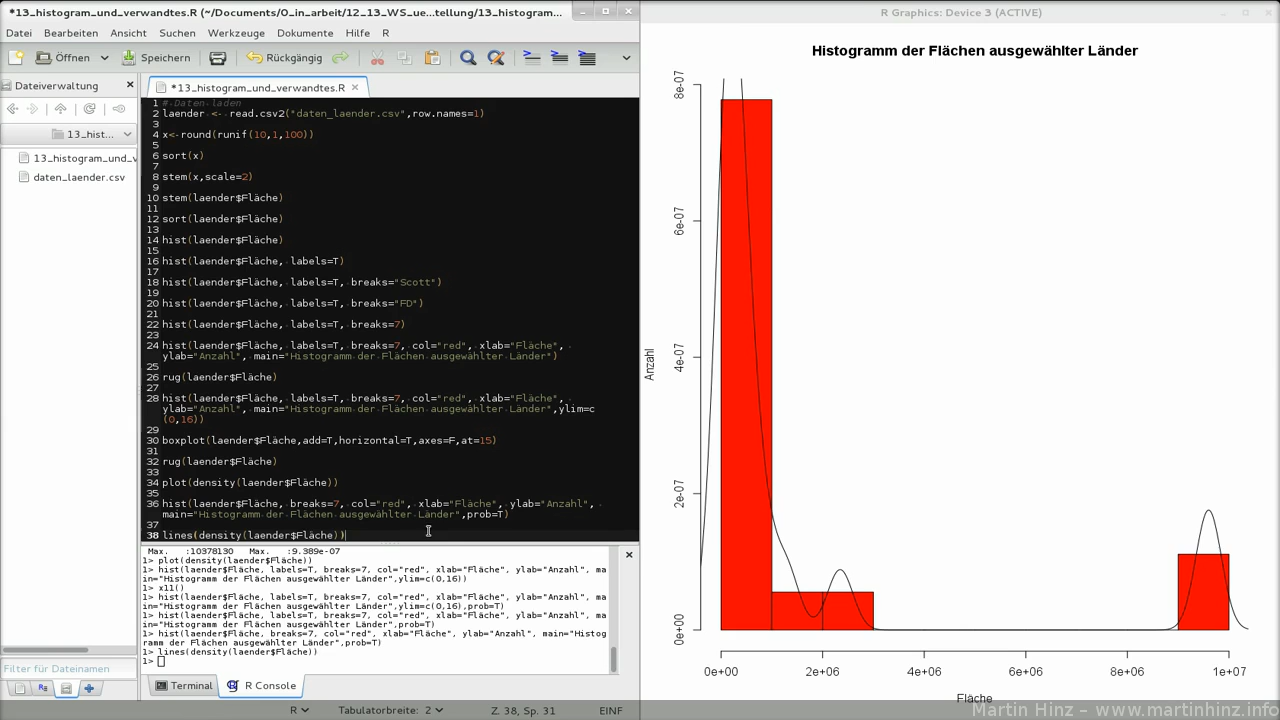 *13_histogram_und_verwandtes.R (~/Documents/O_in_arbeit/12_13_WS_ue...tellung/13_histogram...
Datei Bearbeiten Ansicht Suchen Werkzeuge Dokumente Hilfe R
Öffnen Speichern Rückgängig
Dateiverwaltung
13_hist...
13_histogram_und_v
daten_laender.csv
Filter für Dateinamen
*13_histogram_und_verwandtes.R
1 # Daten laden
2 laender <- read.csv2("daten_laender.csv",row.names=1)
3
4 x<-round(runif(10,1,100))
5
6 sort(x)
7
8 stem(x,scale=2)
9
10 stem(laender$Fläche)
11
12 sort(laender$Fläche)
13
14 hist(laender$Fläche)
15
16 hist(laender$Fläche, labels=T)
17
18 hist(laender$Fläche, labels=T, breaks="Scott")
19
20 hist(laender$Fläche, labels=T, breaks="FD")
21
22 hist(laender$Fläche, labels=T, breaks=7)
23
24 hist(laender$Fläche, labels=T, breaks=7, col="red", xlab="Fläche",
ylab="Anzahl", main="Histogramm der Flächen ausgewählter Länder")
25
26 rug(laender$Fläche)
27
28 hist(laender$Fläche, labels=T, breaks=7, col="red", xlab="Fläche",
ylab="Anzahl", main="Histogramm der Flächen ausgewählter Länder",ylim=c
(0,16))
29
30 boxplot(laender$Fläche,add=T,horizontal=T,axes=F,at=15)
31
32 rug(laender$Fläche)
33
34 plot(density(laender$Fläche))
35
36 hist(laender$Fläche, breaks=7, col="red", xlab="Fläche", ylab="Anzahl",
main="Histogramm der Flächen ausgewählter Länder",prob=T)
37
38 lines(density(laender$Fläche))
Max. :10378130 Max. :9.389e-07
1> plot(density(laender$Fläche))
1> hist(laender$Fläche, labels=T, breaks=7, col="red", xlab="Fläche", ylab="Anzahl", ma
in="Histogramm der Flächen ausgewählter Länder",ylim=c(0,16))
1> x11()
1> hist(laender$Fläche, labels=T, breaks=7, col="red", xlab="Fläche", ylab="Anzahl", ma
in="Histogramm der Flächen ausgewählter Länder",ylim=c(0,16),prob=T)
1> hist(laender$Fläche, labels=T, breaks=7, col="red", xlab="Fläche", ylab="Anzahl", ma
in="Histogramm der Flächen ausgewählter Länder",prob=T)
1> hist(laender$Fläche, breaks=7, col="red", xlab="Fläche", ylab="Anzahl", main="Histog
ramm der Flächen ausgewählter Länder",prob=T)
1> lines(density(laender$Fläche))
1>
Terminal R Console
R Tabulatorbreite: 2 Z. 38, Sp. 31 EINF
R Graphics: Device 3 (ACTIVE)
Histogramm der Flächen ausgewählter Länder
Anzahl
8e-07
6e-07
4e-07
2e-07
0e+00
0e+00 2e+06 4e+06 6e+06 8e+06 1e+07
Fläche
Martin Hinz - www.martinhinz.info